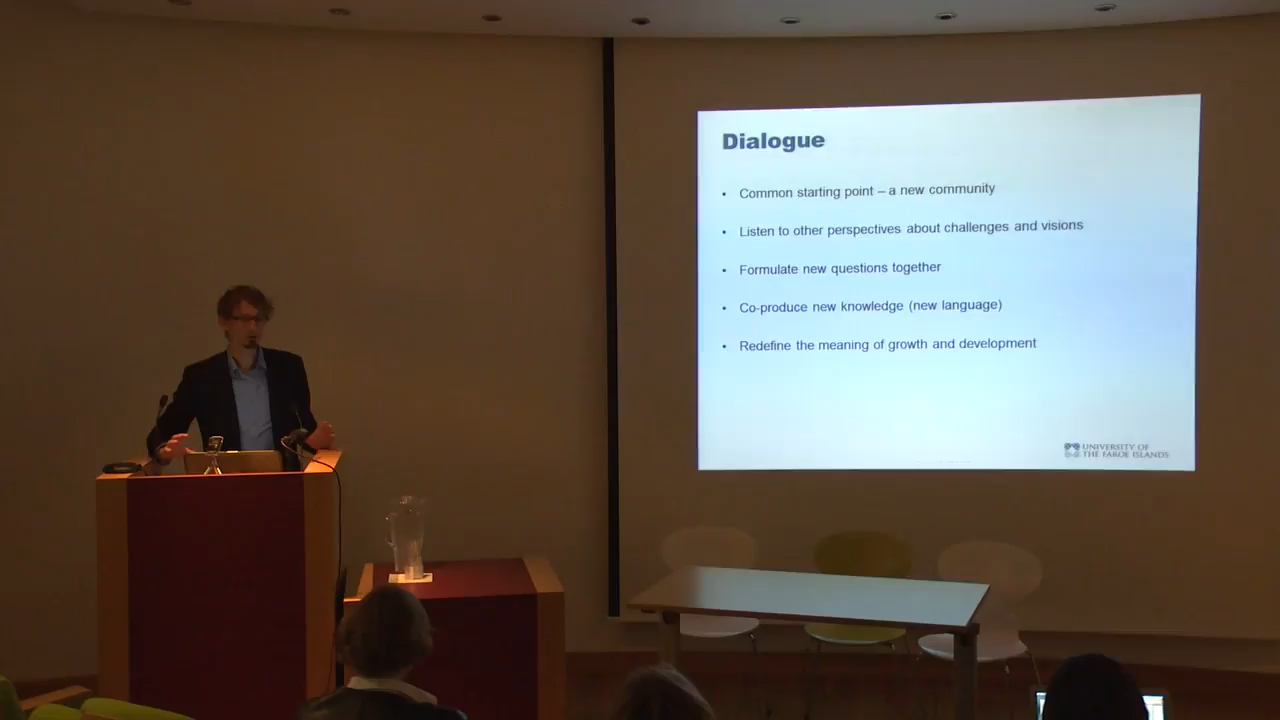 Dialogue
• Common starting point – a new community
• Listen to other perspectives about challenges and visions
• Formulate new questions together
• Co-produce new knowledge (new language)
• Redefine the meaning of growth and development
UNIVERSITY OF
THE FAROE ISLANDS